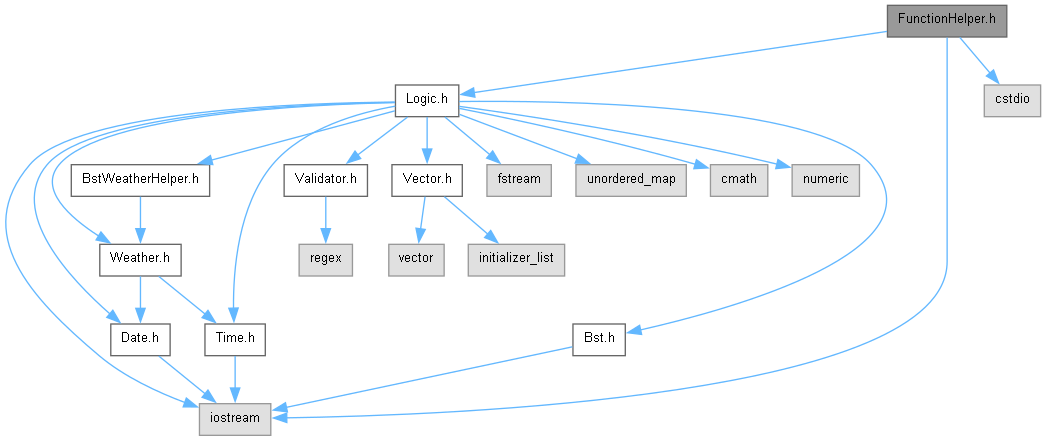 FunctionHelper.h
Logic.h
cstdio
BstWeatherHelper.h
Validator.h
Vector.h
fstream
unordered_map
cmath
numeric
Weather.h
regex
vector
initializer_list
Date.h
Time.h
Bst.h
iostream